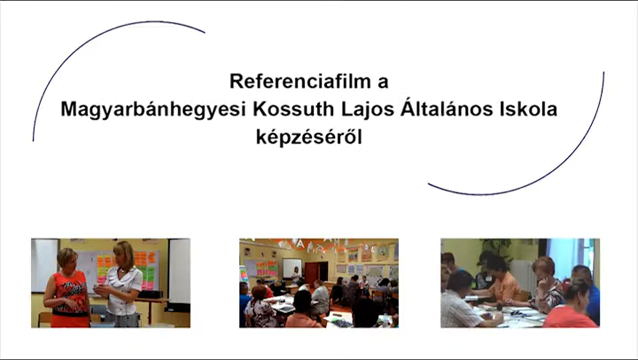 Referenciafilm a
Magyarbánhegyesi Kossuth Lajos Általános Iskola
képzéséről